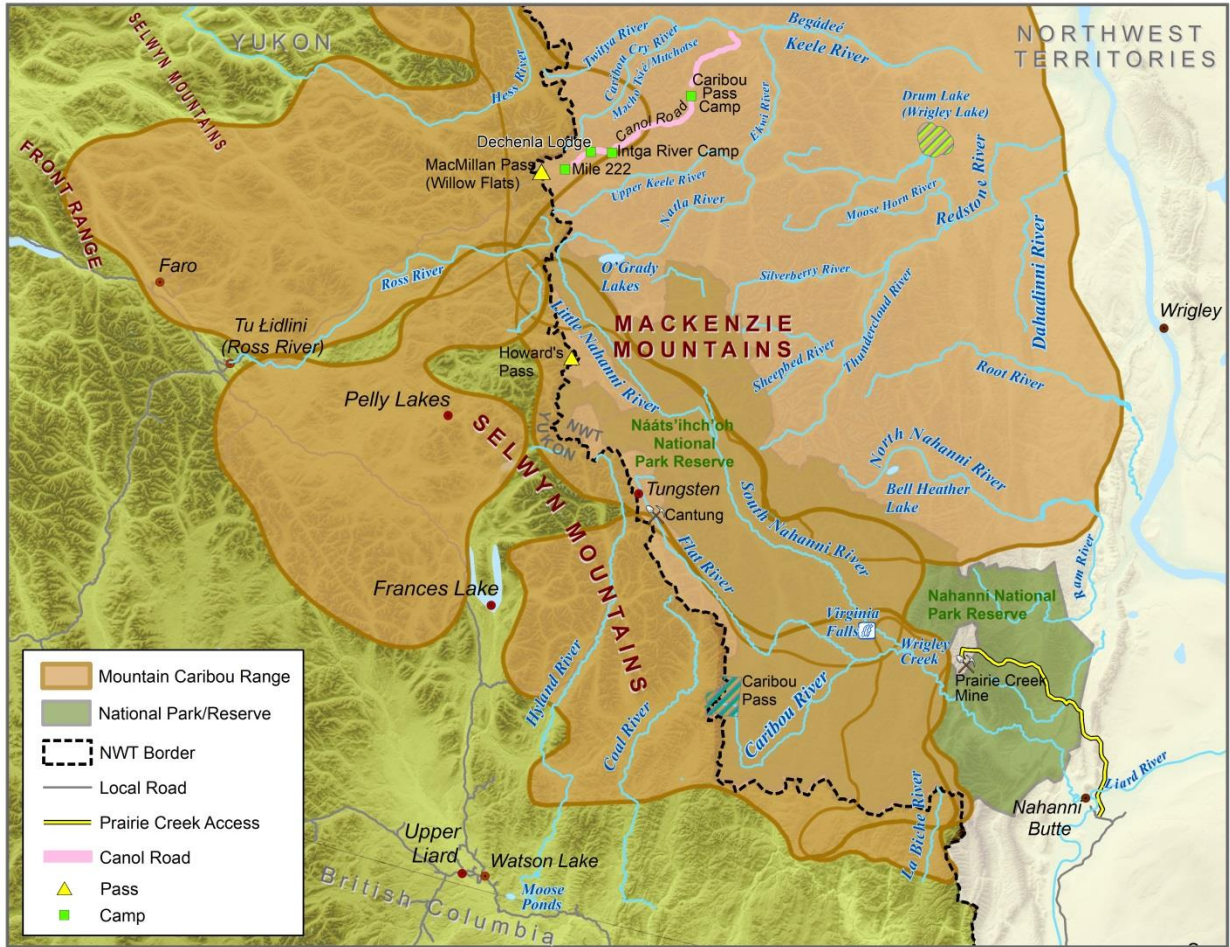 SELWYN MOUNTAINS
YUKON
Hess River
Twitya River
Caribou Cry River
Begádeé
Keele River
NORTHWEST
TERRITORIES
Caribou
Pass
Camp
Canol Road
Ekwi River
Drum Lake
(Wrigley Lake)
FRONT RANGE
Dechenla Lodge
Intga River Camp
MacMillan Pass
(Willow Flats)
Mile 222
Upper Keele River
Natla River
Moose Horn River
Redstone River
Dahadinni River
Faro
Ross River
O'Grady
Lakes
Silverberry River
Thundercloud River
Little Nahanni River
MACKENZIE
MOUNTAINS
Wrigley
Tu Łidlini
(Ross River)
Howard's
Pass
Sheepbed River
Root River
Pelly Lakes
SELWYN MOUNTAINS
YUKON
NWT
Nááts'ihch'oh
National
Park Reserve
North Nahanni River
Bell Heather
Lake
Tungsten
Cantung
South Nahanni River
Flat River
Ram River
Frances Lake
Nahanni National
Park Reserve
Virginia
Falls
Wrigley
Creek
Prairie Creek
Mine
Hyland River
Coal River
Caribou
Pass
Caribou River
Liard River
Nahanni
Butte
La Biche River
Upper
Liard
Watson Lake
Moose
Ponds
British Columbia
Mountain Caribou Range
National Park/Reserve
NWT Border
Local Road
Prairie Creek Access
Canol Road
Pass
Camp